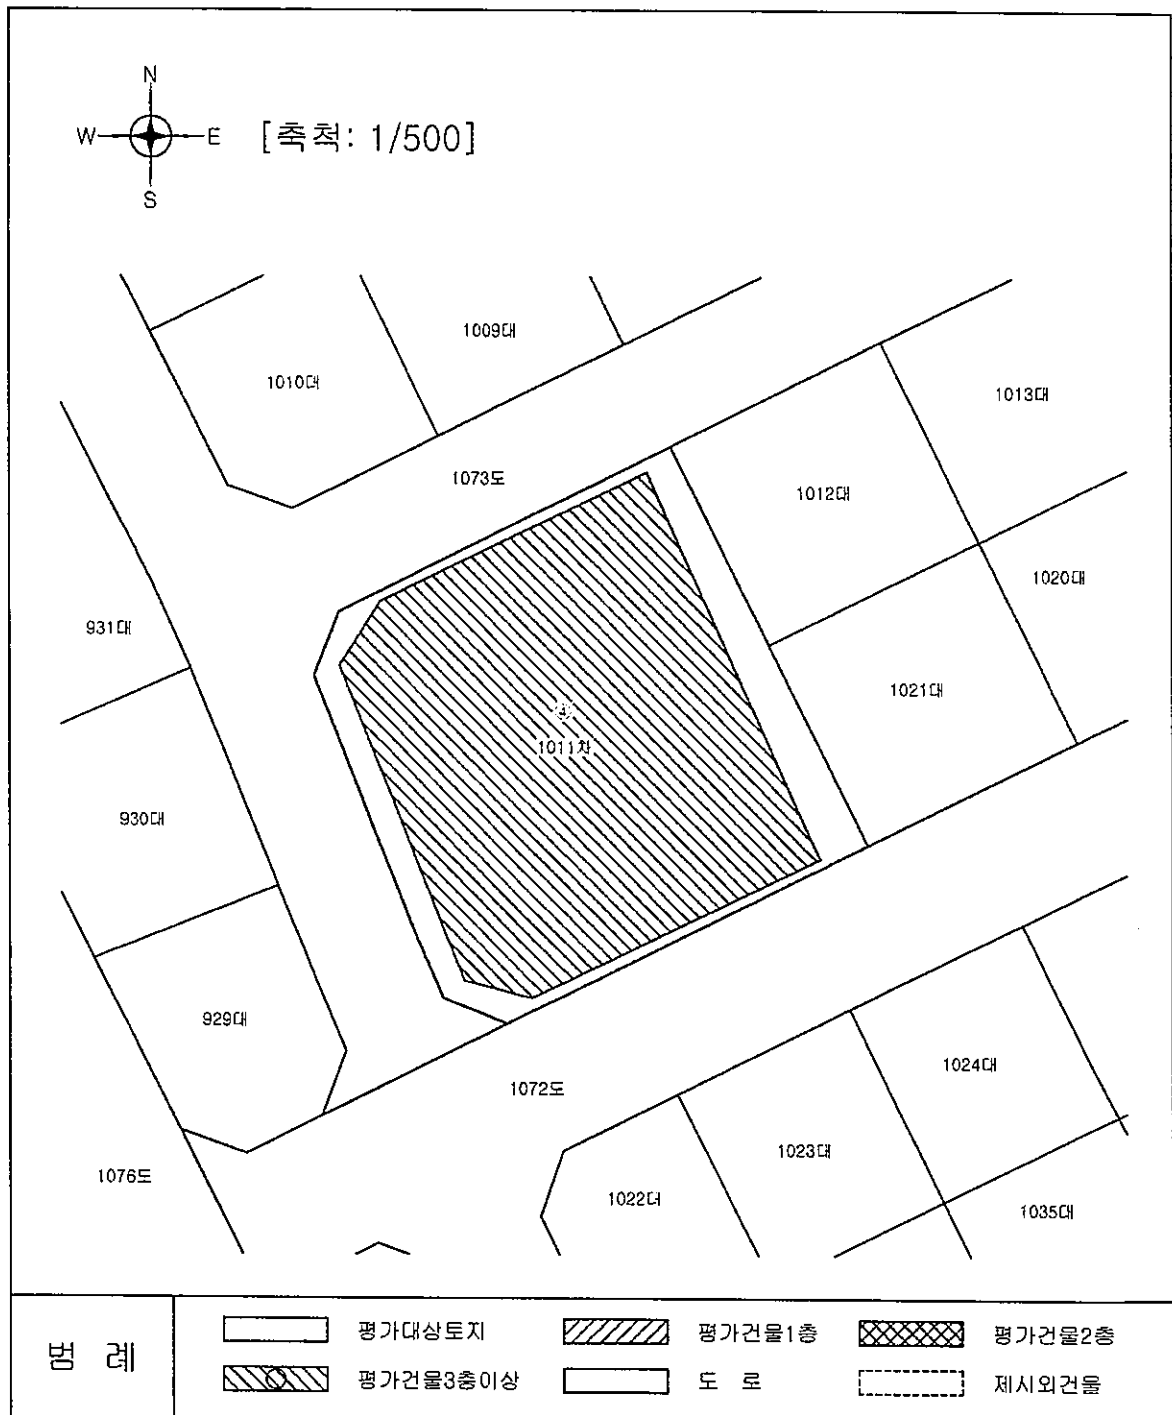 N
W E [축척: 1/500]
S
1009대
1010대
1013대
1073도
1012대
1020대
931대
1021대
1011차
930대
929대
1024대
1072도
1023대
1076도
1022대
1035대
범 례
평가대상토지 평가건물1층 평가건물2층
평가건물3층이상 도 로 제시외건물